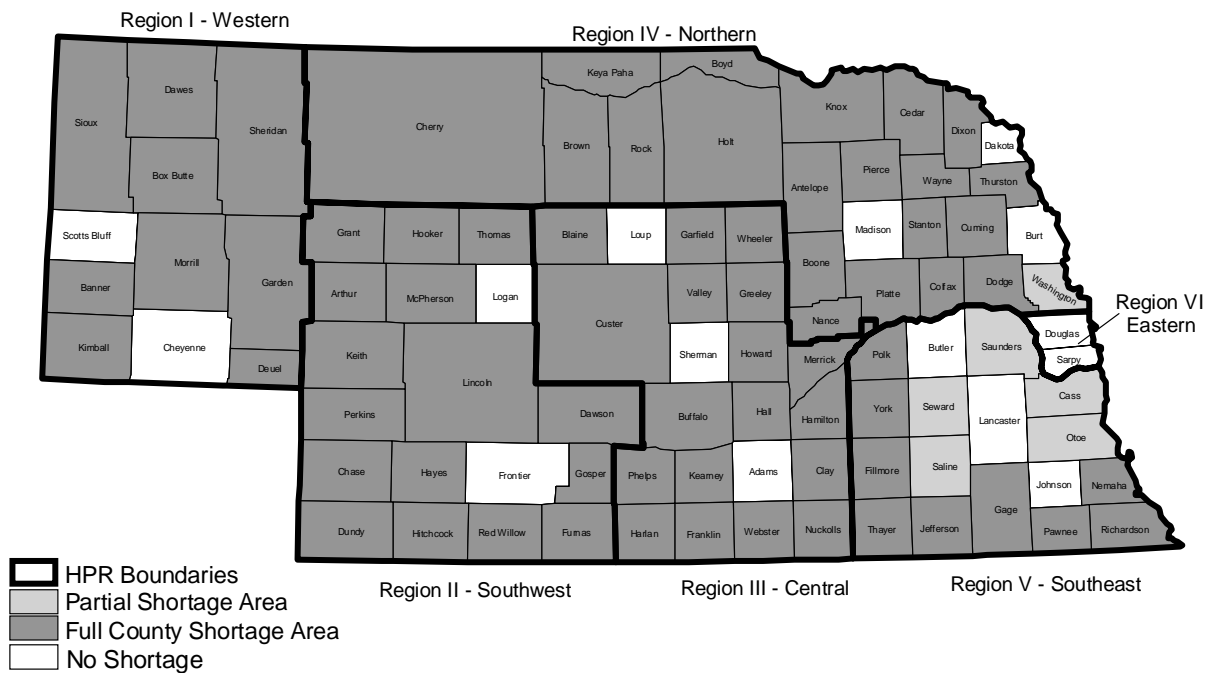 Region I - Western
Region IV - Northern
Sioux
Dawes
Sheridan
Box Butte
Scotts Bluff
Morrill
Garden
Banner
Kimball
Cheyenne
Deuel
Cherry
Keya Paha
Boyd
Brown
Rock
Holt
Knox
Cedar
Dixon
Dakota
Antelope
Pierce
Wayne
Thurston
Madison
Stanton
Cuming
Burt
Boone
Platte
Colfax
Dodge
Washington
Nance
Grant
Hooker
Thomas
Arthur
McPherson
Logan
Keith
Lincoln
Perkins
Dawson
Chase
Hayes
Frontier
Gosper
Dundy
Hitchcock
Red Willow
Furnas
Blaine
Loup
Garfield
Wheeler
Custer
Valley
Greeley
Sherman
Howard
Merrick
Buffalo
Hall
Hamilton
Phelps
Kearney
Adams
Clay
Harlan
Franklin
Webster
Nuckolls
Polk
Butler
Saunders
York
Seward
Lancaster
Cass
Otoe
Fillmore
Saline
Gage
Johnson
Nemaha
Thayer
Jefferson
Pawnee
Richardson
Region VI
Eastern
Douglas
Sarpy
Region II - Southwest
Region III - Central
Region V - Southeast
HPR Boundaries
Partial Shortage Area
Full County Shortage Area
No Shortage